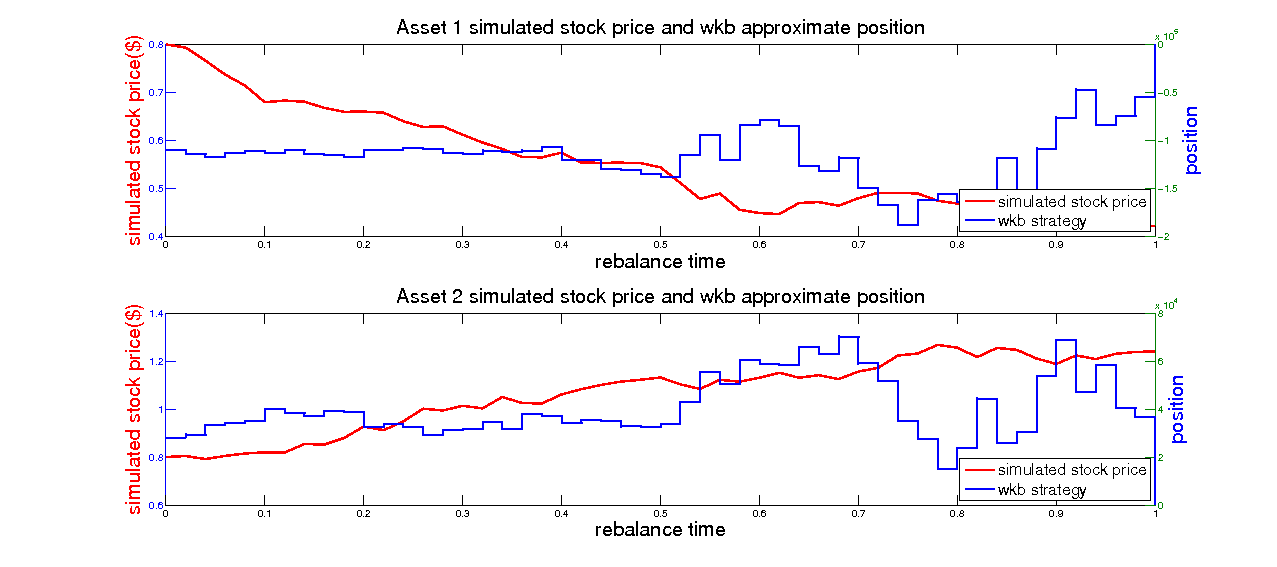 Asset 1 simulated stock price and wkb approximate position
x 10
0.8
0.7
0.6
0.5
0.4
simulated stock price($)
0
−0.5
−1
−1.5
−2
position
simulated stock price
wkb strategy
0 0.1 0.2 0.3 0.4 0.5 0.6 0.7 0.8 0.9 1
rebalance time
Asset 2 simulated stock price and wkb approximate position
x 10^4
1.4
1.2
1
0.8
0.6
simulated stock price($)
8
6
4
2
0
position
simulated stock price
wkb strategy
0 0.1 0.2 0.3 0.4 0.5 0.6 0.7 0.8 0.9 1
rebalance time